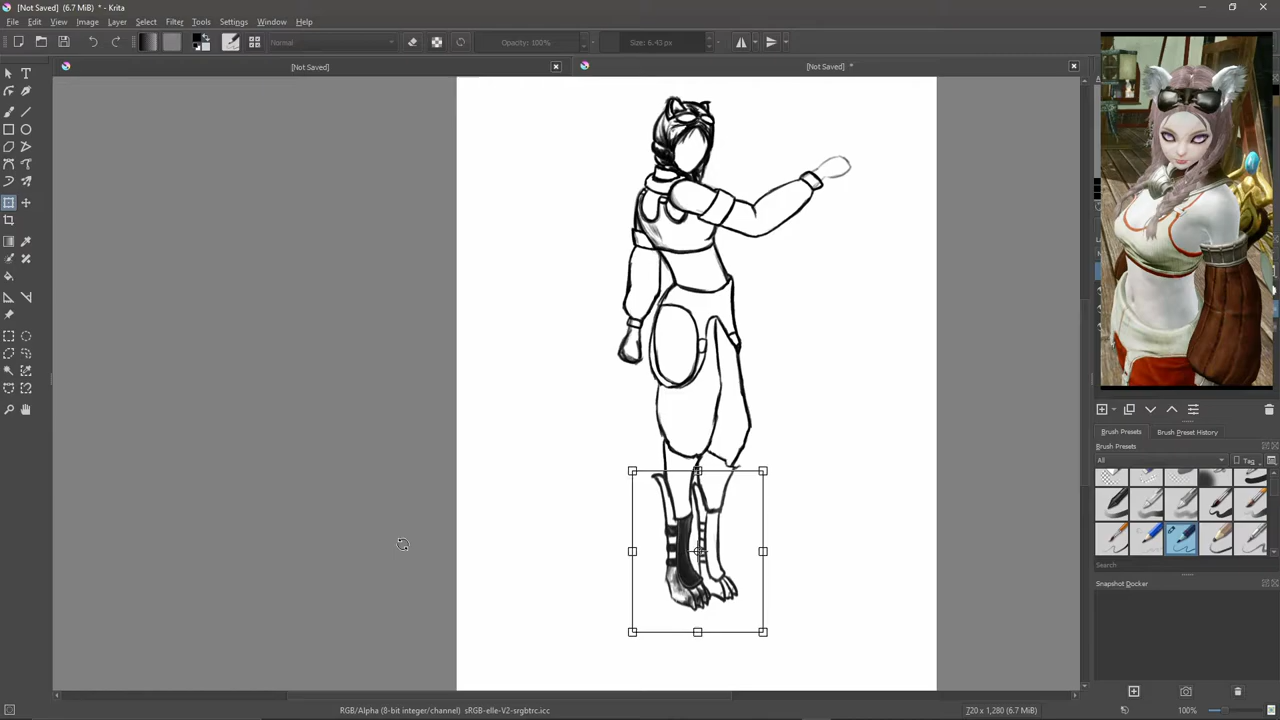 [Not Saved] (6.7 MiB) * - Krita
File Edit View Image Layer Select Filter Tools Settings Window Help
Normal Opacity: 100% Size: 6.43 px
[Not Saved] [Not Saved] *
Brush Presets Brush Preset History
Brush Presets
All Tag
Search
Snapshot Docker
RGB/Alpha (8-bit integer/channel) sRGB-elle-V2-srgbtrc.icc 720 x 1,280 (6.7 MiB) 100%